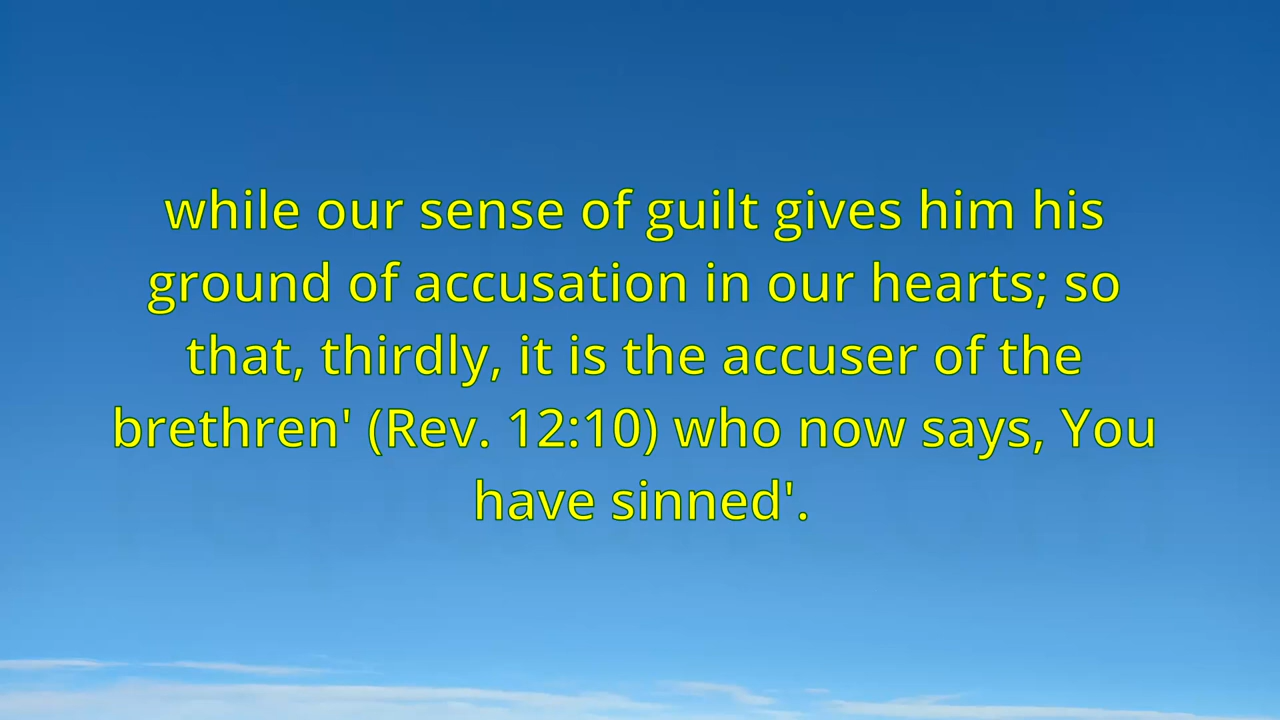 while our sense of guilt gives him his
ground of accusation in our hearts; so
that, thirdly, it is the accuser of the
brethren' (Rev. 12:10) who now says, You
have sinned'.